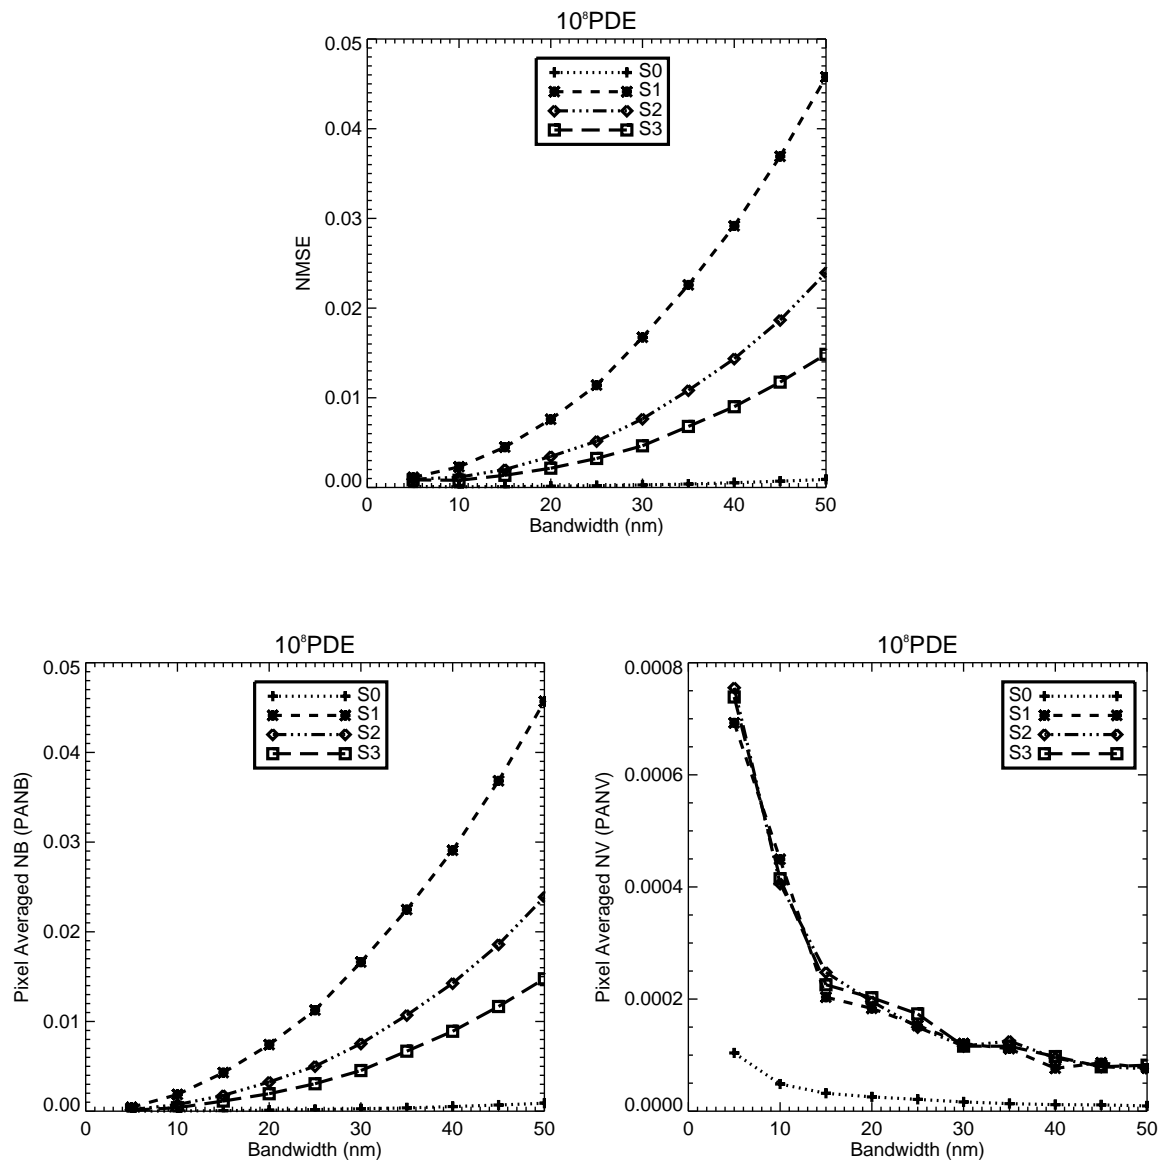 10⁸PDE
0.05
0.04
0.03
0.02
0.01
0.00
NMSE
S0
S1
S2
S3
0 10 20 30 40 50
Bandwidth (nm)
10⁸PDE
0.05
0.04
0.03
0.02
0.01
0.00
Pixel Averaged NB (PANB)
S0
S1
S2
S3
0 10 20 30 40 50
Bandwidth (nm)
10⁸PDE
0.0008
0.0006
0.0004
0.0002
0.0000
Pixel Averaged NV (PANV)
S0
S1
S2
S3
0 10 20 30 40 50
Bandwidth (nm)